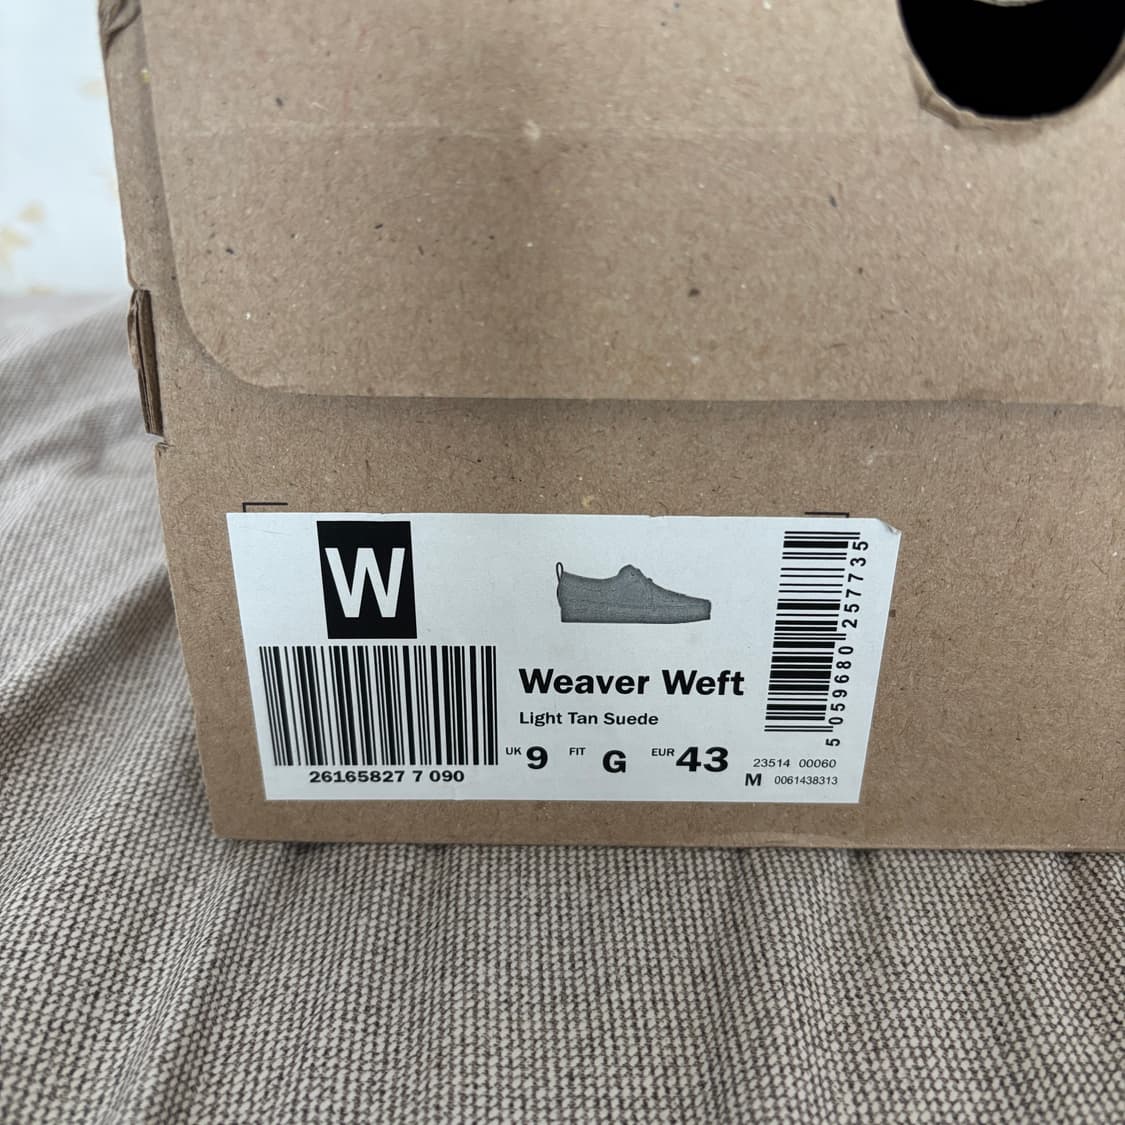 W
26165827 7 090
Weaver Weft
Light Tan Suede
UK 9 FIT G EUR 43
5 059680 257735
23514 00060
M 0061438313